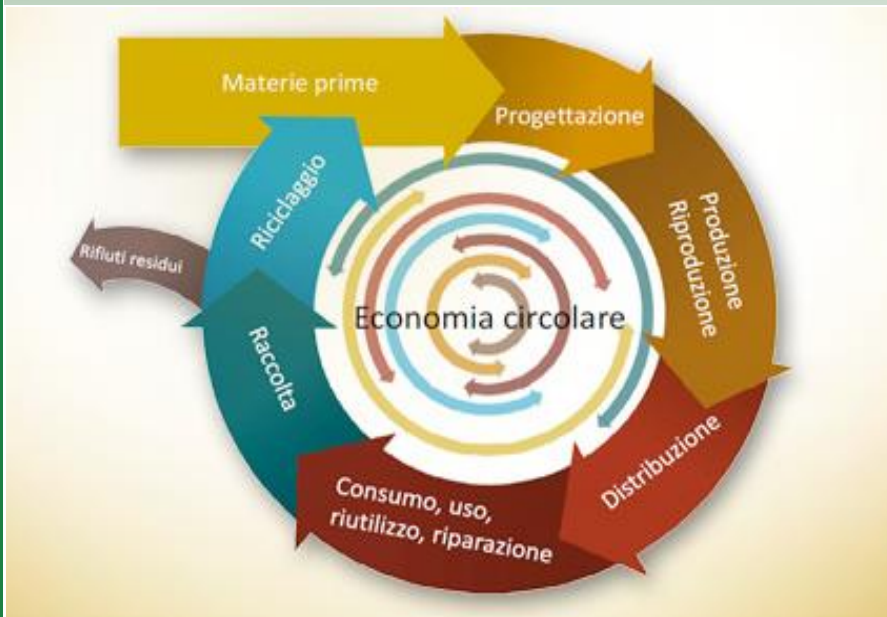 Materie prime
Progettazione
Produzione
Riproduzione
Distribuzione
Consumo, uso,
riutilizzo, riparazione
Raccolta
Riciclaggio
Rifiuti residui
Economia circolare